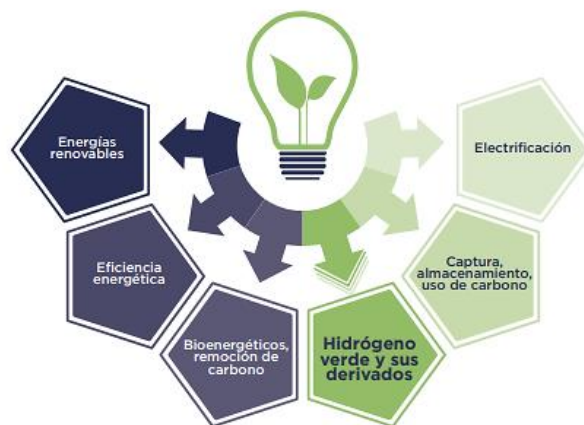 Energías
renovables
Eficiencia
energética
Bioenergéticos,
remoción de
carbono
Hidrógeno
verde y sus
derivados
Captura,
almacenamiento,
uso de carbono
Electrificación